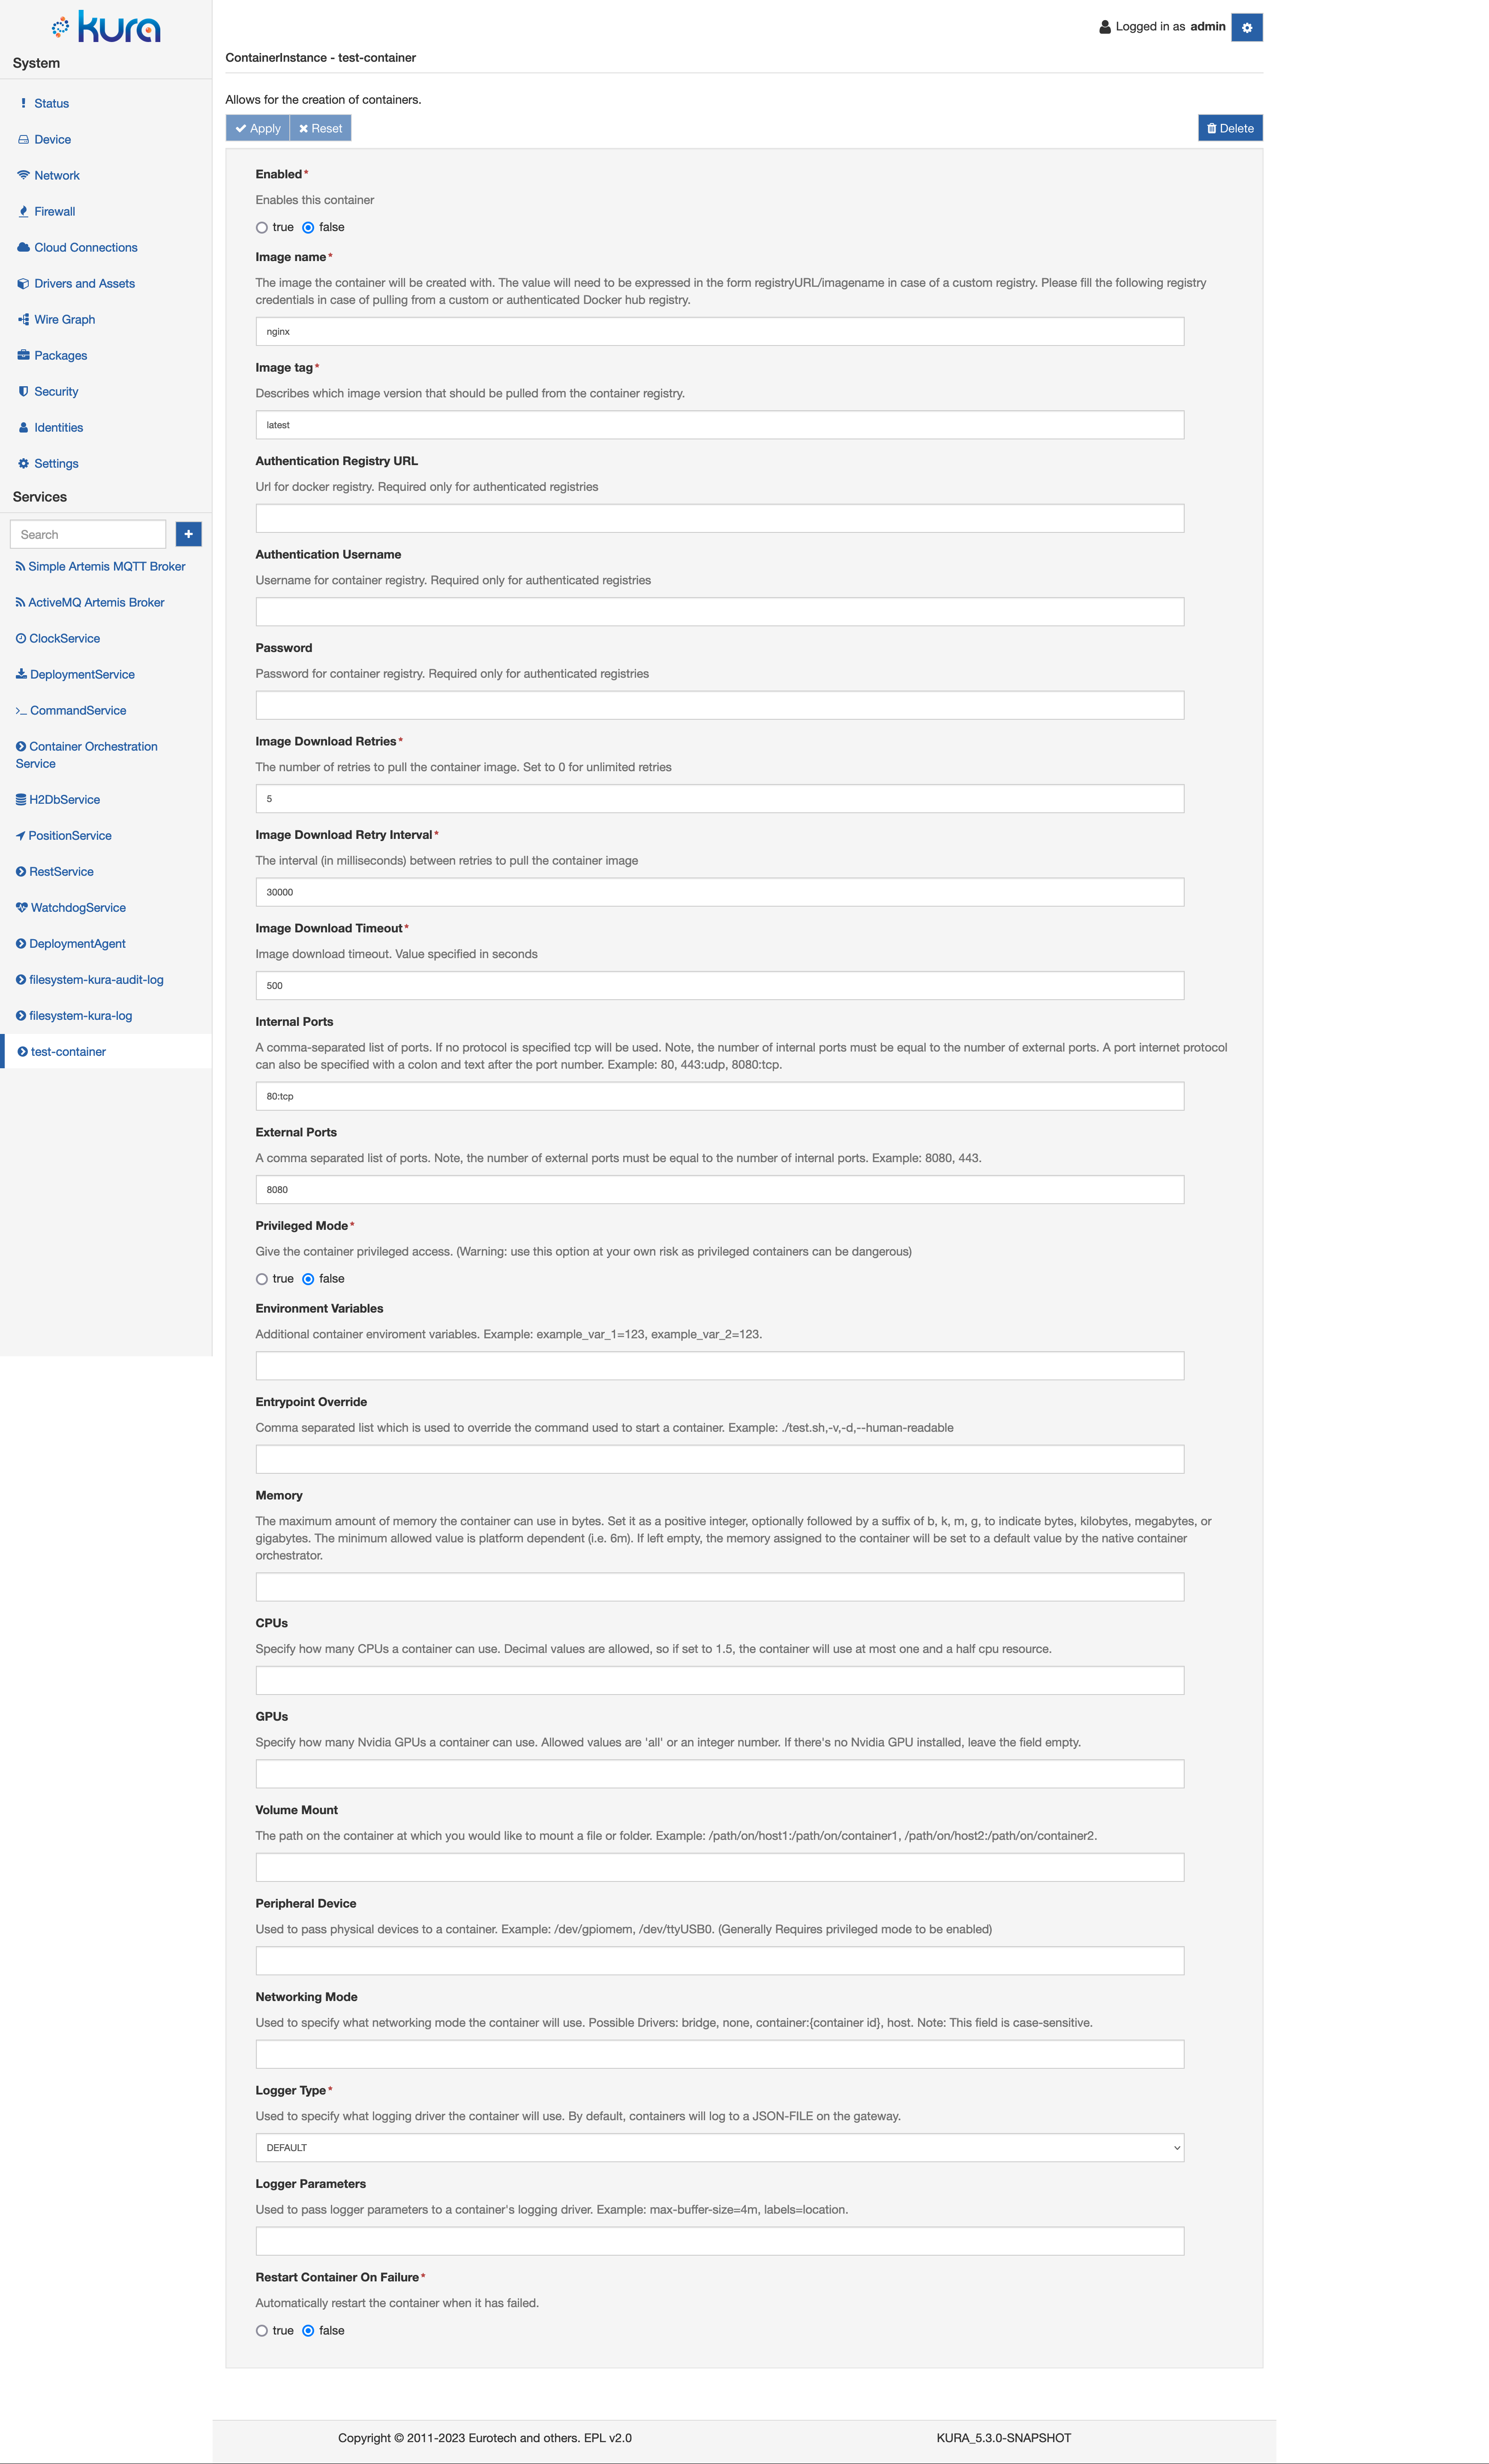 kura
System
Status
Device
Network
Firewall
Cloud Connections
Drivers and Assets
Wire Graph
Packages
Security
Identities
Settings
Services
Search
Simple Artemis MQTT Broker
ActiveMQ Artemis Broker
ClockService
DeploymentService
CommandService
Container Orchestration
Service
H2DbService
PositionService
RestService
WatchdogService
DeploymentAgent
filesystem-kura-audit-log
filesystem-kura-log
test-container
Logged in as admin
ContainerInstance - test-container
Allows for the creation of containers.
Apply Reset Delete
Enabled*
Enables this container
true false
Image name*
The image the container will be created with. The value will need to be expressed in the form registryURL/imagename in case of a custom registry. Please fill the following registry
credentials in case of pulling from a custom or authenticated Docker hub registry.
nginx
Image tag*
Describes which image version that should be pulled from the container registry.
latest
Authentication Registry URL
Url for docker registry. Required only for authenticated registries
Authentication Username
Username for container registry. Required only for authenticated registries
Password
Password for container registry. Required only for authenticated registries
Image Download Retries*
The number of retries to pull the container image. Set to 0 for unlimited retries
5
Image Download Retry Interval*
The interval (in milliseconds) between retries to pull the container image
30000
Image Download Timeout*
Image download timeout. Value specified in seconds
500
Internal Ports
A comma-separated list of ports. If no protocol is specified tcp will be used. Note, the number of internal ports must be equal to the number of external ports. A port internet protocol
can also be specified with a colon and text after the port number. Example: 80, 443:udp, 8080:tcp.
80:tcp
External Ports
A comma separated list of ports. Note, the number of external ports must be equal to the number of internal ports. Example: 8080, 443.
8080
Privileged Mode*
Give the container privileged access. (Warning: use this option at your own risk as privileged containers can be dangerous)
true false
Environment Variables
Additional container enviroment variables. Example: example_var_1=123, example_var_2=123.
Entrypoint Override
Comma separated list which is used to override the command used to start a container. Example: ./test.sh,-v,-d,--human-readable
Memory
The maximum amount of memory the container can use in bytes. Set it as a positive integer, optionally followed by a suffix of b, k, m, g, to indicate bytes, kilobytes, megabytes, or
gigabytes. The minimum allowed value is platform dependent (i.e. 6m). If left empty, the memory assigned to the container will be set to a default value by the native container
orchestrator.
CPUs
Specify how many CPUs a container can use. Decimal values are allowed, so if set to 1.5, the container will use at most one and a half cpu resource.
GPUs
Specify how many Nvidia GPUs a container can use. Allowed values are 'all' or an integer number. If there's no Nvidia GPU installed, leave the field empty.
Volume Mount
The path on the container at which you would like to mount a file or folder. Example: /path/on/host1:/path/on/container1, /path/on/host2:/path/on/container2.
Peripheral Device
Used to pass physical devices to a container. Example: /dev/gpiomem, /dev/ttyUSB0. (Generally Requires privileged mode to be enabled)
Networking Mode
Used to specify what networking mode the container will use. Possible Drivers: bridge, none, container:{container id}, host. Note: This field is case-sensitive.
Logger Type*
Used to specify what logging driver the container will use. By default, containers will log to a JSON-FILE on the gateway.
DEFAULT
Logger Parameters
Used to pass logger parameters to a container's logging driver. Example: max-buffer-size=4m, labels=location.
Restart Container On Failure*
Automatically restart the container when it has failed.
true false
Copyright © 2011-2023 Eurotech and others. EPL v2.0 KURA_5.3.0-SNAPSHOT